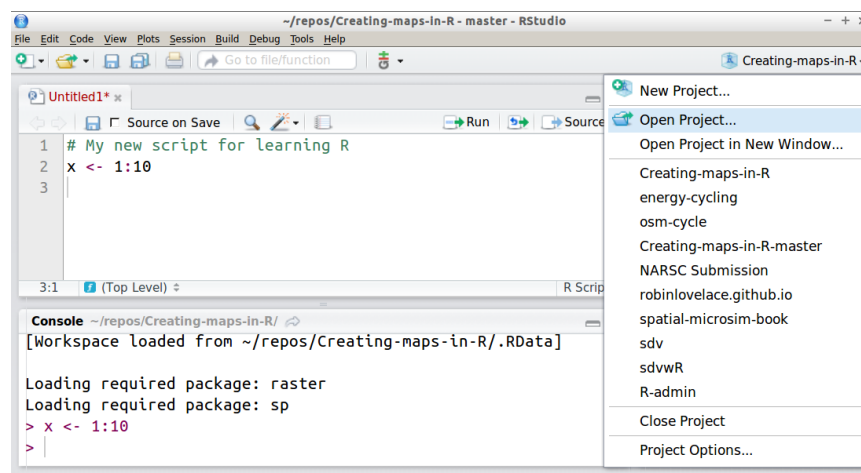 ~/repos/Creating-maps-in-R - master - RStudio
File Edit Code View Plots Session Build Debug Tools Help
Go to file/function
Creating-maps-in-R
Untitled1*
Source on Save
Run
Source
1 # My new script for learning R
2 x <- 1:10
3
3:1 (Top Level)
R Scrip
Console ~/repos/Creating-maps-in-R/
[Workspace loaded from ~/repos/Creating-maps-in-R/.RData]
Loading required package: raster
Loading required package: sp
> x <- 1:10
>
New Project...
Open Project...
Open Project in New Window...
Creating-maps-in-R
energy-cycling
osm-cycle
Creating-maps-in-R-master
NARSC Submission
robinlovelace.github.io
spatial-microsim-book
sdv
sdvwR
R-admin
Close Project
Project Options...